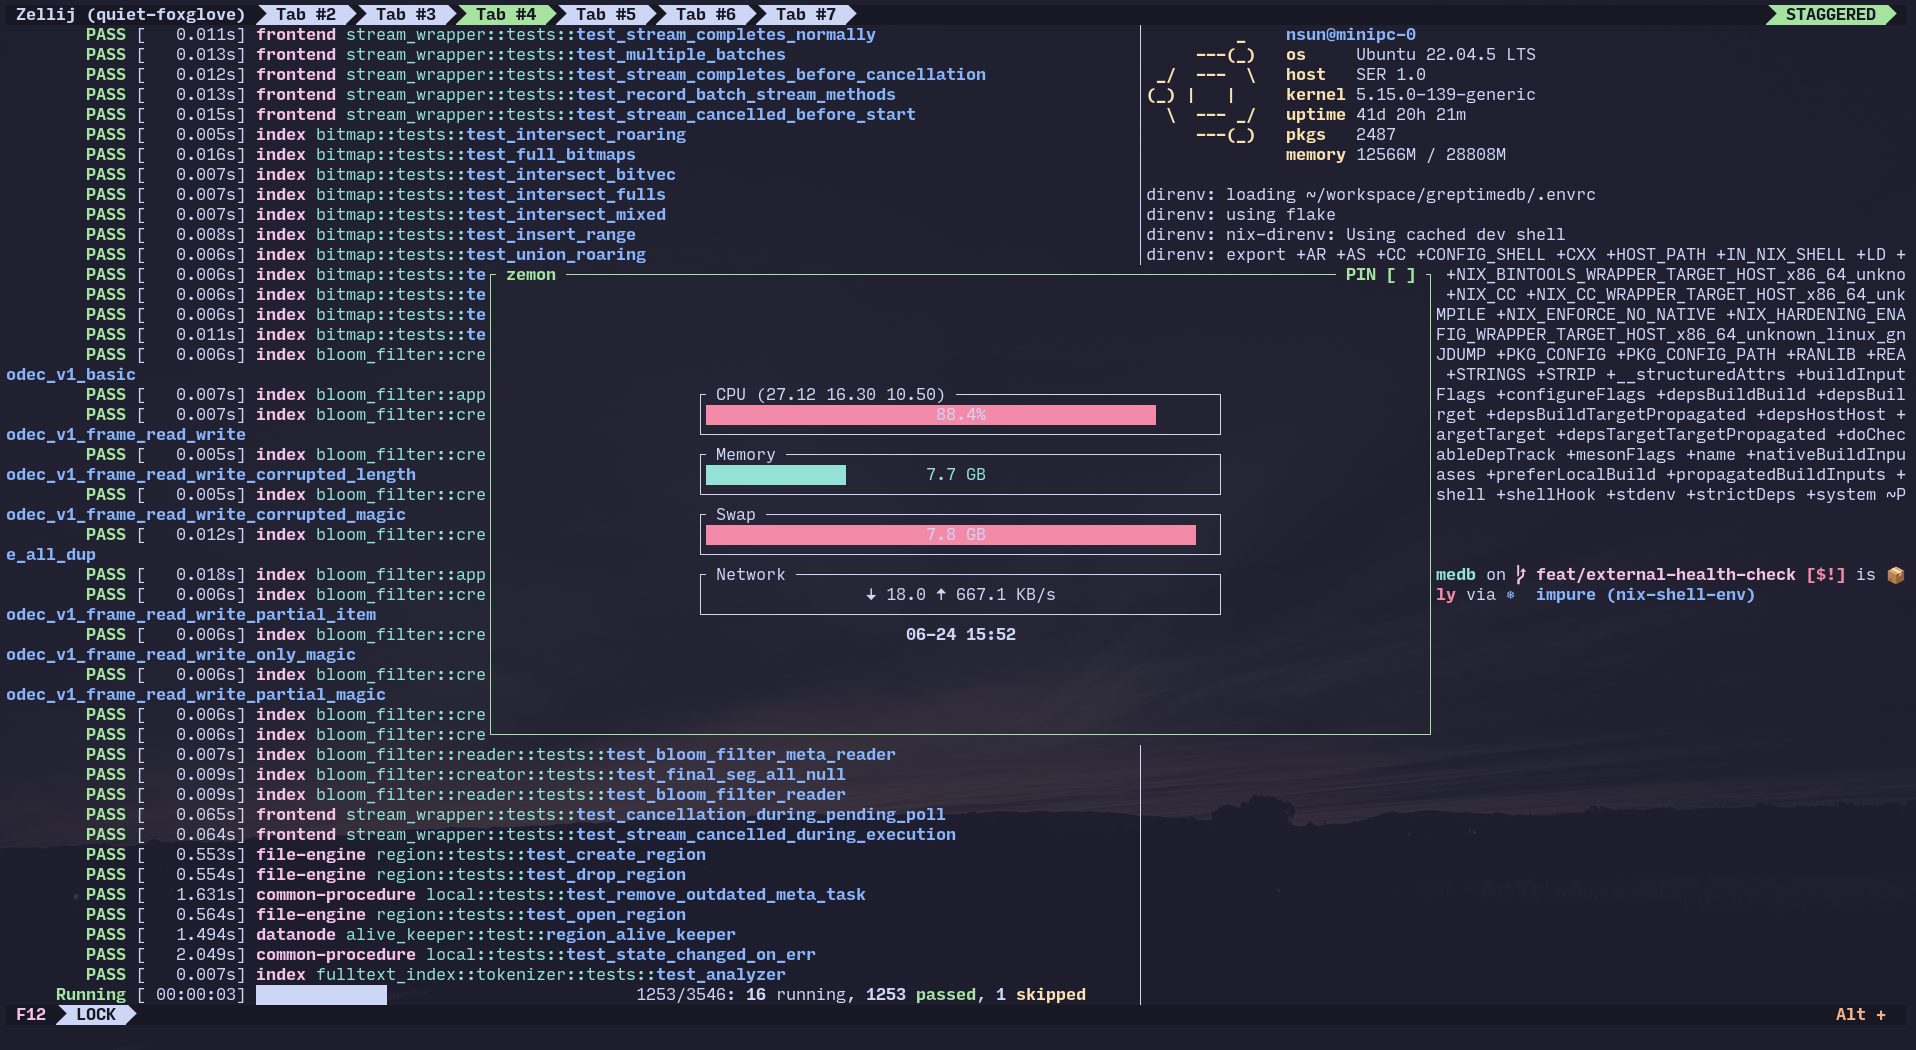 Zellij (quiet-foxglove) Tab #2 Tab #3 Tab #4 Tab #5 Tab #6 Tab #7 STAGGERED
PASS [ 0.011s] frontend stream_wrapper::tests::test_stream_completes_normally
PASS [ 0.013s] frontend stream_wrapper::tests::test_multiple_batches
PASS [ 0.012s] frontend stream_wrapper::tests::test_stream_completes_before_cancellation
PASS [ 0.013s] frontend stream_wrapper::tests::test_record_batch_stream_methods
PASS [ 0.015s] frontend stream_wrapper::tests::test_stream_cancelled_before_start
PASS [ 0.005s] index bitmap::tests::test_intersect_roaring
PASS [ 0.016s] index bitmap::tests::test_full_bitmaps
PASS [ 0.007s] index bitmap::tests::test_intersect_bitvec
PASS [ 0.007s] index bitmap::tests::test_intersect_fulls
PASS [ 0.007s] index bitmap::tests::test_intersect_mixed
PASS [ 0.008s] index bitmap::tests::test_insert_range
PASS [ 0.006s] index bitmap::tests::test_union_roaring
PASS [ 0.006s] index bitmap::tests::te
PASS [ 0.006s] index bitmap::tests::te
PASS [ 0.006s] index bitmap::tests::te
PASS [ 0.011s] index bitmap::tests::te
PASS [ 0.006s] index bloom_filter::cre
odec_v1_basic
PASS [ 0.007s] index bloom_filter::app
PASS [ 0.007s] index bloom_filter::cre
odec_v1_frame_read_write
PASS [ 0.005s] index bloom_filter::cre
odec_v1_frame_read_write_corrupted_length
PASS [ 0.005s] index bloom_filter::cre
odec_v1_frame_read_write_corrupted_magic
PASS [ 0.012s] index bloom_filter::cre
e_all_dup
PASS [ 0.018s] index bloom_filter::app
PASS [ 0.006s] index bloom_filter::cre
odec_v1_frame_read_write_partial_item
PASS [ 0.006s] index bloom_filter::cre
odec_v1_frame_read_write_only_magic
PASS [ 0.006s] index bloom_filter::cre
odec_v1_frame_read_write_partial_magic
PASS [ 0.006s] index bloom_filter::cre
PASS [ 0.006s] index bloom_filter::cre
PASS [ 0.007s] index bloom_filter::reader::tests::test_bloom_filter_meta_reader
PASS [ 0.009s] index bloom_filter::creator::tests::test_final_seg_all_null
PASS [ 0.009s] index bloom_filter::reader::tests::test_bloom_filter_reader
PASS [ 0.065s] frontend stream_wrapper::tests::test_cancellation_during_pending_poll
PASS [ 0.064s] frontend stream_wrapper::tests::test_stream_cancelled_during_execution
PASS [ 0.553s] file-engine region::tests::test_create_region
PASS [ 0.554s] file-engine region::tests::test_drop_region
PASS [ 1.631s] common-procedure local::tests::test_remove_outdated_meta_task
PASS [ 0.564s] file-engine region::tests::test_open_region
PASS [ 1.494s] datanode alive_keeper::test::region_alive_keeper
PASS [ 2.049s] common-procedure local::tests::test_state_changed_on_err
PASS [ 0.007s] index fulltext_index::tokenizer::tests::test_analyzer
Running [ 00:00:03] 1253/3546: 16 running, 1253 passed, 1 skipped
nsun@minipc-0
os Ubuntu 22.04.5 LTS
host SER 1.0
kernel 5.15.0-139-generic
uptime 41d 20h 21m
pkgs 2487
memory 12566M / 28808M
direnv: loading ~/workspace/greptimedb/.envrc
direnv: using flake
direnv: nix-direnv: Using cached dev shell
direnv: export +AR +AS +CC +CONFIG_SHELL +CXX +HOST_PATH +IN_NIX_SHELL +LD +
+NIX_BINTOOLS_WRAPPER_TARGET_HOST_x86_64_unkno
+NIX_CC +NIX_CC_WRAPPER_TARGET_HOST_x86_64_unk
MPILE +NIX_ENFORCE_NO_NATIVE +NIX_HARDENING_ENA
FIG_WRAPPER_TARGET_HOST_x86_64_unknown_linux_gn
JDUMP +PKG_CONFIG +PKG_CONFIG_PATH +RANLIB +REA
+STRINGS +STRIP +__structuredAttrs +buildInput
Flags +configureFlags +depsBuildBuild +depsBuil
rget +depsBuildTargetPropagated +depsHostHost +
argetTarget +depsTargetTargetPropagated +doChec
ableDepTrack +mesonFlags +name +nativeBuildInpu
ases +preferLocalBuild +propagatedBuildInputs +
shell +shellHook +stdenv +strictDeps +system ~P
medb on feat/external-health-check [$!] is 📦
ly via ❄ impure (nix-shell-env)
zemon PIN [ ]
CPU (27.12 16.30 10.50)
88.4%
Memory
7.7 GB
Swap
7.8 GB
Network
↓ 18.0 ↑ 667.1 KB/s
06-24 15:52
F12 LOCK Alt +